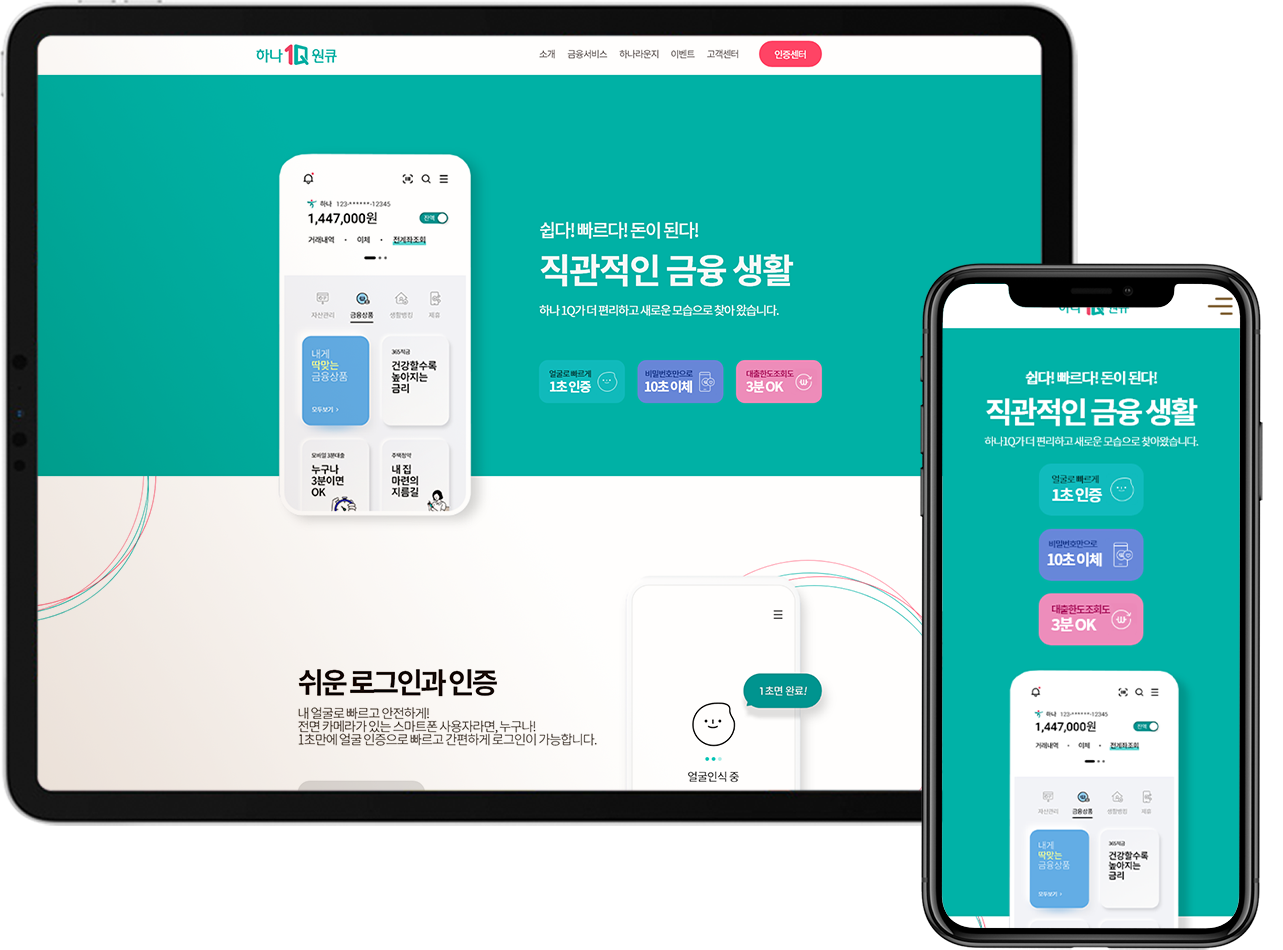 하나 1Q 원큐
소개 금융서비스 하나라운지 이벤트 고객센터 인증센터
하나 123-******-12345
1,447,000원 잔액
거래내역 • 이체 • 전계좌조회
자산관리 금융상품 생활뱅킹 제휴
내게
딱맞는
금융상품
모두보기 >
365적금
건강할수록
높아지는
금리
모바일 3분대출
누구나
3분이면
OK
주택청약
내 집
마련의
지름길
쉽다! 빠르다! 돈이 된다!
직관적인 금융 생활
하나 1Q가 더 편리하고 새로운 모습으로 찾아 왔습니다.
얼굴로 빠르게
1초 인증
비밀번호만으로
10초 이체
대출한도조회도
3분 OK
쉬운 로그인과 인증
내 얼굴로 빠르고 안전하게!
전면 카메라가 있는 스마트폰 사용자라면, 누구나!
1초만에 얼굴 인증으로 빠르고 간편하게 로그인이 가능합니다.
1초면 완료!
얼굴인식 중
하나 1Q 원큐
쉽다! 빠르다! 돈이 된다!
직관적인 금융 생활
하나1Q가 더 편리하고 새로운 모습으로 찾아왔습니다.
얼굴로 빠르게
1초 인증
비밀번호만으로
10초 이체
대출한도조회도
3분 OK
하나 123-******-12345
1,447,000원 잔액
거래내역 • 이체 • 전계좌조회
자산관리 금융상품 생활뱅킹 제휴
내게
딱맞는
금융상품
모두보기 >
365적금
건강할수록
높아지는
금리